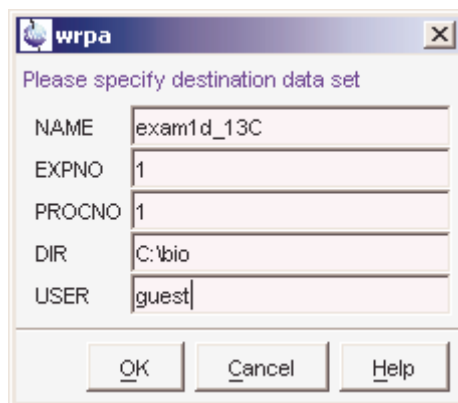 wrpa
Please specify destination data set
NAME exam1d_13C
EXPNO 1
PROCNO 1
DIR C:\bio
USER guest
OK Cancel Help